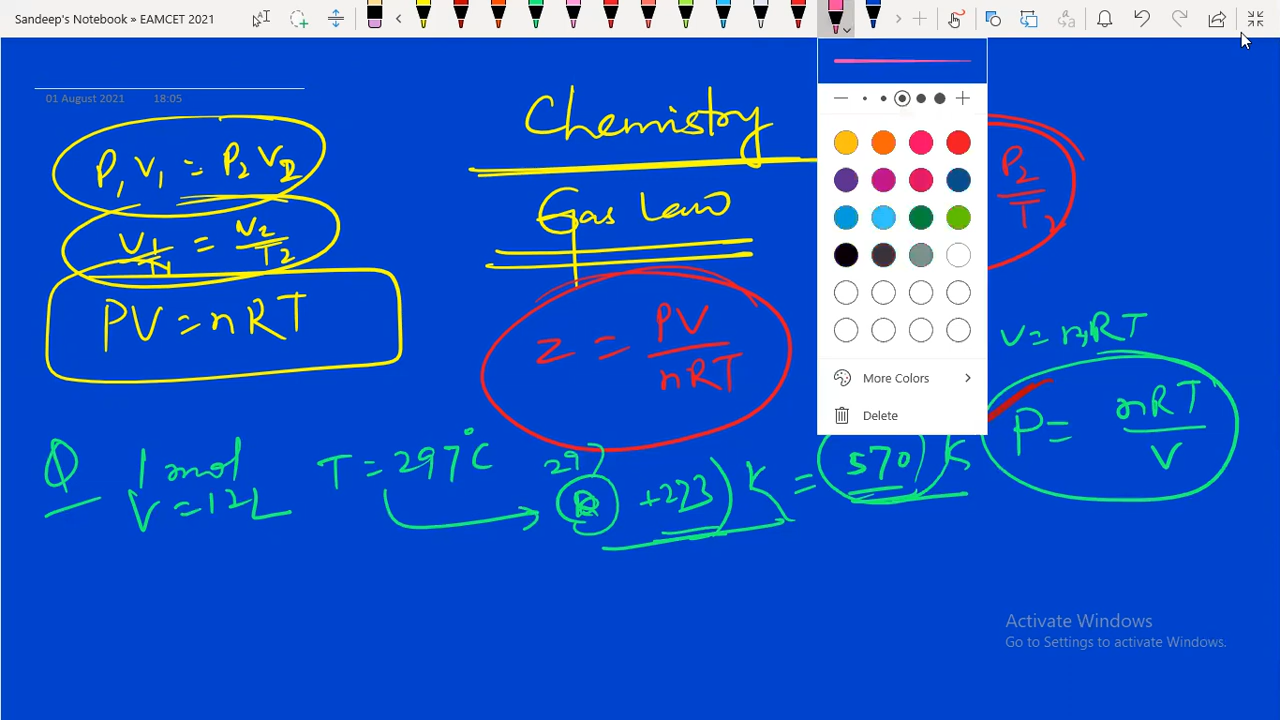 Sandeep's Notebook » EAMCET 2021
01 August 2021 18:05
Chemistry
Gas Law
P₁V₁ = P₂V₂
V₁/T₁ = V₂/T₂
PV = nRT
Z = PV/nRT
P₂/T₂
More Colors
Delete
V = nRT
P = nRT/V
Q 1 mol T = 297°C
297 +273) K = 570) K
V = 12L
Activate Windows
Go to Settings to activate Windows.